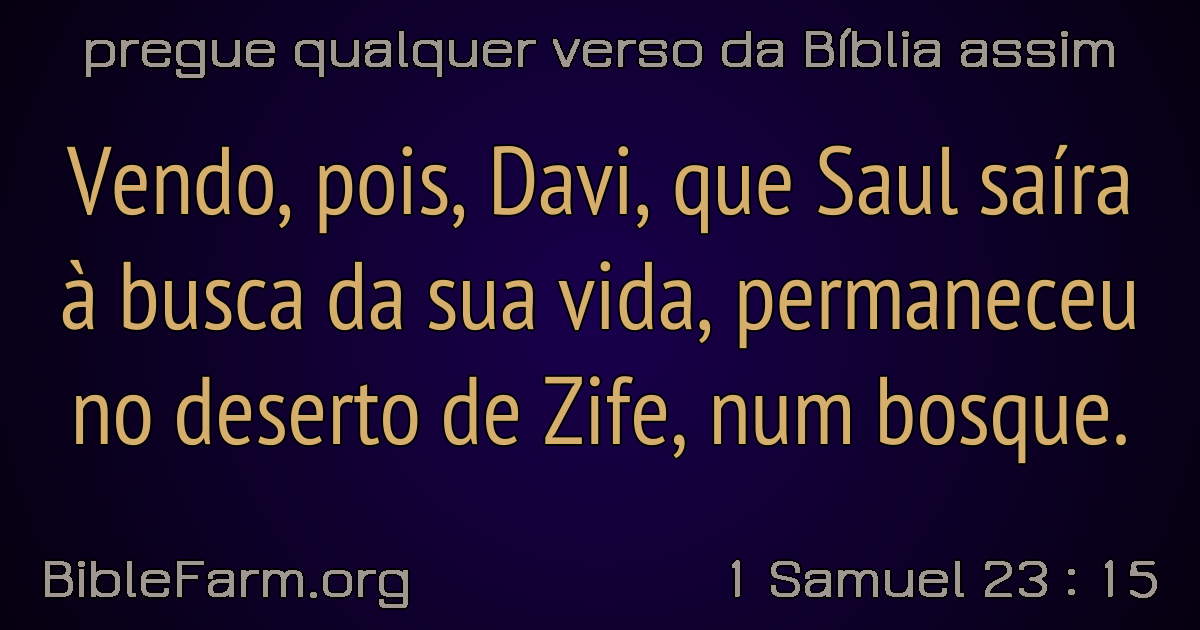 pregue qualquer verso da Bíblia assim
Vendo, pois, Davi, que Saul saíra
à busca da sua vida, permaneceu
no deserto de Zife, num bosque.
BibleFarm.org
1 Samuel 23 : 15